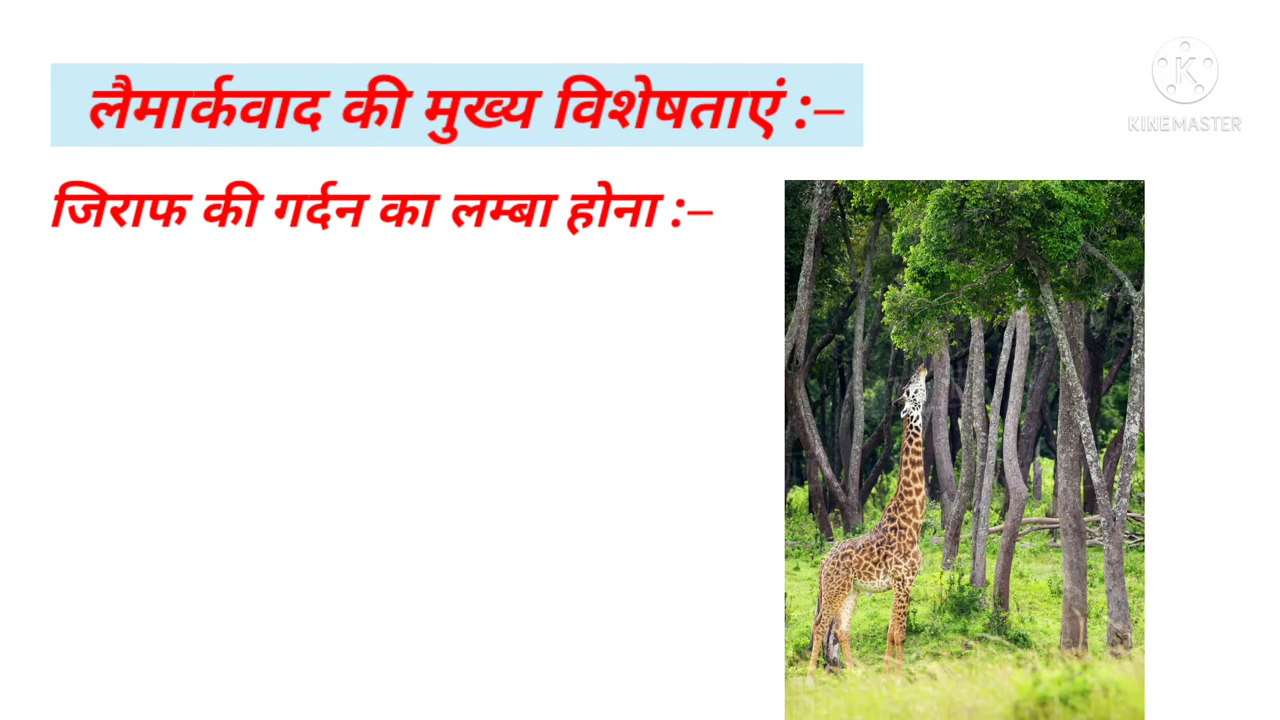 लैमार्कवाद की मुख्य विशेषताएं :–
जिराफ की गर्दन का लम्बा होना :–
K
KINEMASTER